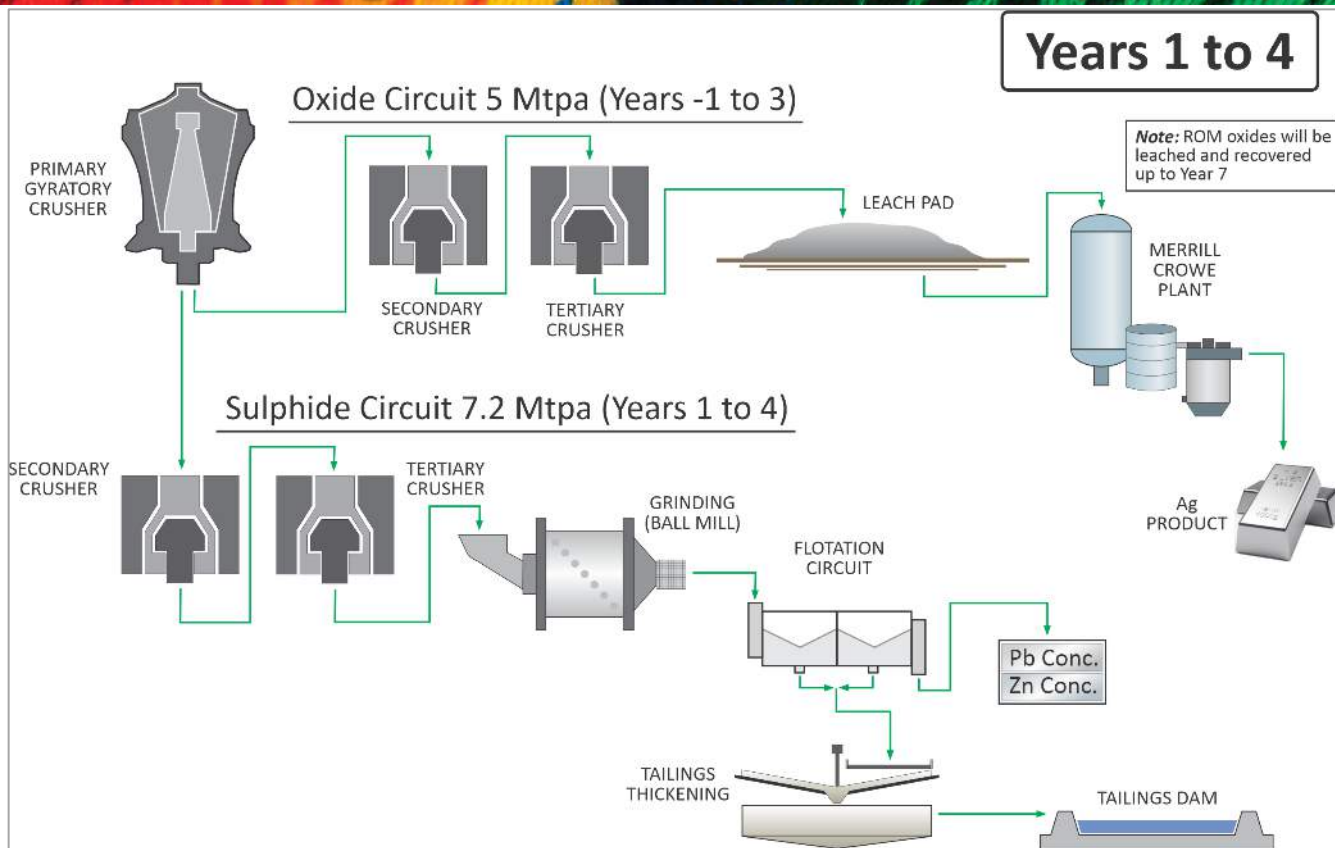 Years 1 to 4
Oxide Circuit 5 Mtpa (Years -1 to 3)
Note: ROM oxides will be
leached and recovered
up to Year 7
PRIMARY
GYRATORY
CRUSHER
SECONDARY
CRUSHER
TERTIARY
CRUSHER
LEACH PAD
MERRILL
CROWE
PLANT
Ag
PRODUCT
Sulphide Circuit 7.2 Mtpa (Years 1 to 4)
SECONDARY
CRUSHER
TERTIARY
CRUSHER
GRINDING
(BALL MILL)
FLOTATION
CIRCUIT
Pb Conc.
Zn Conc.
TAILINGS
THICKENING
TAILINGS DAM